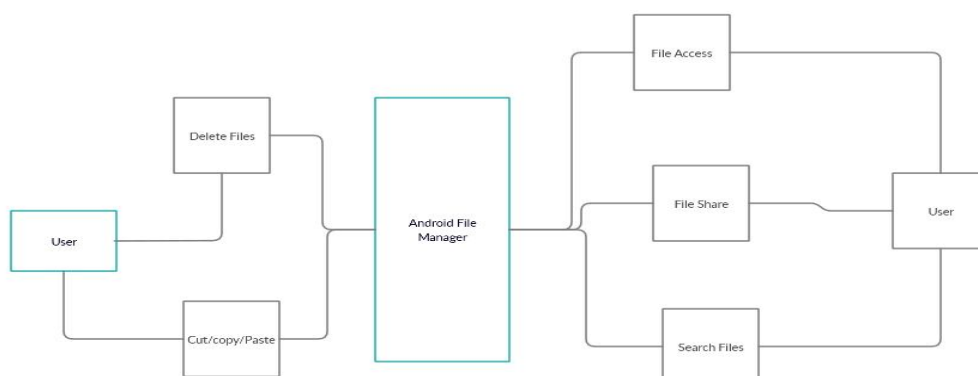 File Access
Delete Files
File Share
User
Android File
Manager
User
Cut/copy/Paste
Search Files